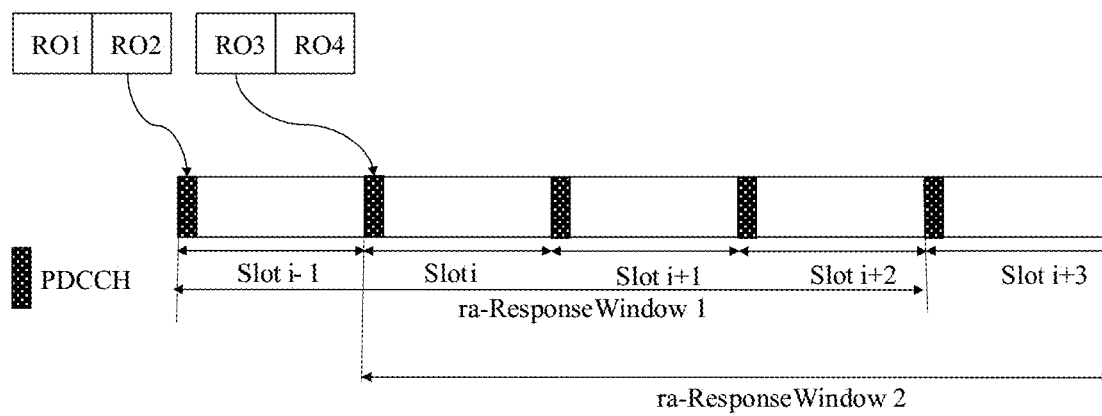 RO1 RO2 RO3 RO4
Slot i-1 Slot i Slot i+1 Slot i+2 Slot i+3
PDCCH
ra-ResponseWindow 1
ra-ResponseWindow 2